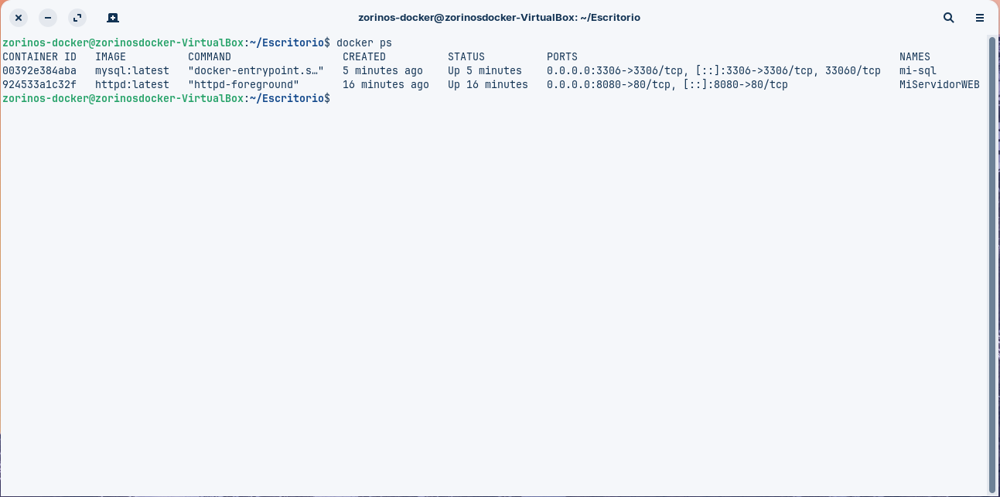 zorinos-docker@zorinosdocker-VirtualBox: ~/Escritorio
zorinos-docker@zorinosdocker-VirtualBox:~/Escritorio$ docker ps
CONTAINER ID   IMAGE          COMMAND                  CREATED          STATUS          PORTS                                                    NAMES
00392e384aba   mysql:latest   "docker-entrypoint.s…"   5 minutes ago    Up 5 minutes    0.0.0.0:3306->3306/tcp, [::]:3306->3306/tcp, 33060/tcp   mi-sql
924533a1c32f   httpd:latest   "httpd-foreground"       16 minutes ago   Up 16 minutes   0.0.0.0:8080->80/tcp, [::]:8080->80/tcp                  MiServidorWEB
zorinos-docker@zorinosdocker-VirtualBox:~/Escritorio$